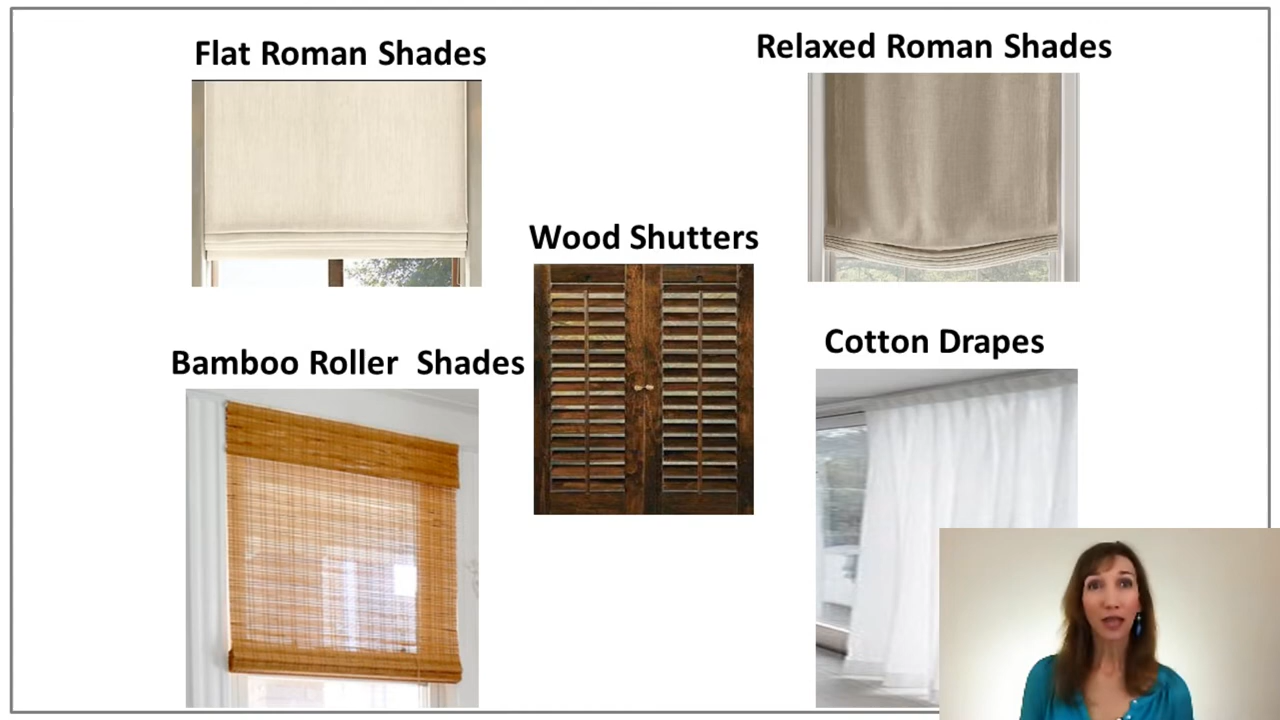 Flat Roman Shades
Relaxed Roman Shades
Wood Shutters
Bamboo Roller  Shades
Cotton Drapes